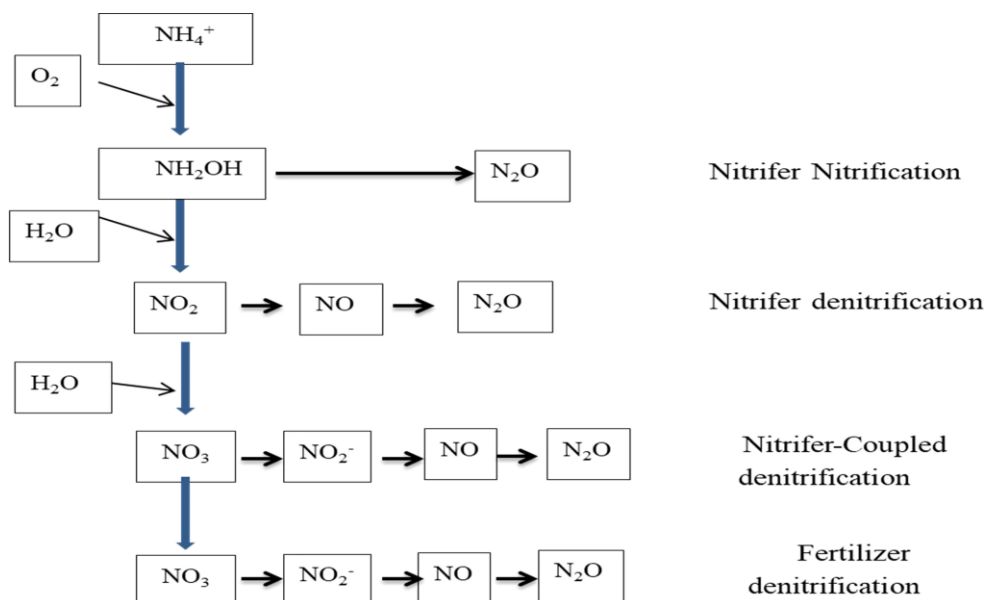 NH₄⁺
O₂
NH₂OH
N₂O
Nitrifer Nitrification
H₂O
NO₂
NO
N₂O
Nitrifer denitrification
H₂O
NO₃
NO₂⁻
NO
N₂O
Nitrifer-Coupled
denitrification
NO₃
NO₂⁻
NO
N₂O
Fertilizer
denitrification